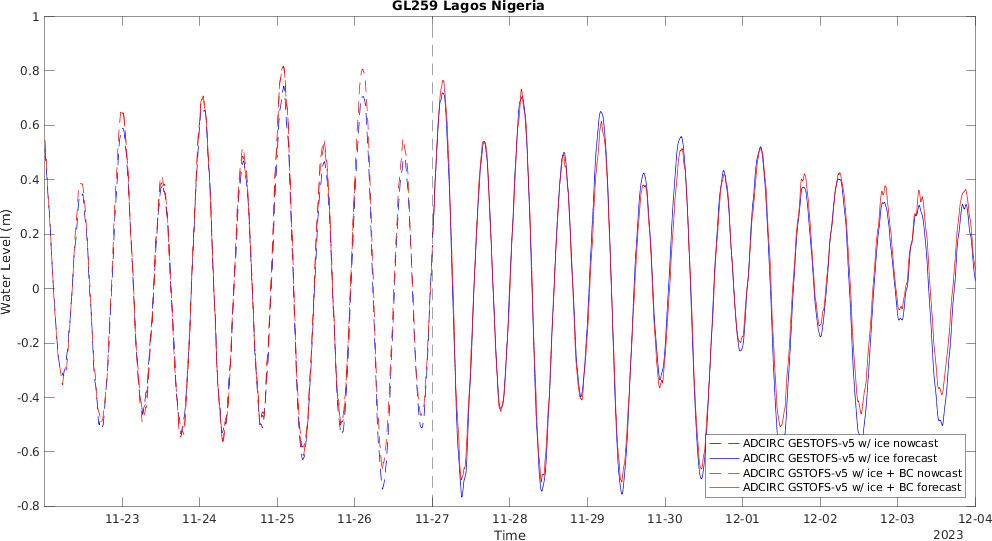 GL259 Lagos Nigeria
1
0.8
0.6
0.4
0.2
0
-0.2
-0.4
-0.6
-0.8
Water Level (m)
ADCIRC GESTOFS-v5 w/ ice nowcast
ADCIRC GESTOFS-v5 w/ ice forecast
ADCIRC GSTOFS-v5 w/ ice + BC nowcast
ADCIRC GSTOFS-v5 w/ ice + BC forecast
11-23 11-24 11-25 11-26 11-27 11-28 11-29 11-30 12-01 12-02 12-03 12-04
Time
2023